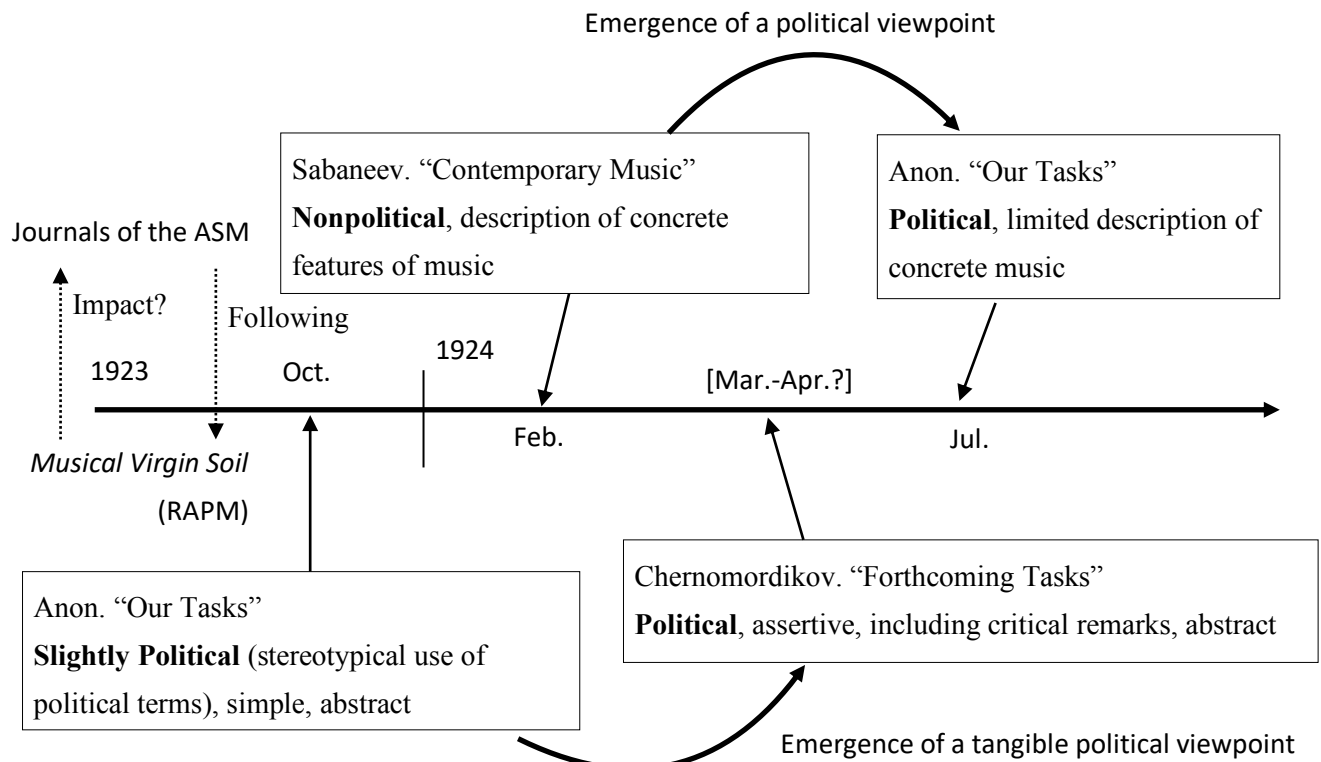 Emergence of a political viewpoint
Sabaneev. “Contemporary Music”
Nonpolitical, description of concrete
features of music
Anon. “Our Tasks”
Political, limited description of
concrete music
Journals of the ASM
Impact?
Following
1923
Oct.
1924
[Mar.-Apr.?]
Feb.
Jul.
Musical Virgin Soil
(RAPM)
Anon. “Our Tasks”
Slightly Political (stereotypical use of
political terms), simple, abstract
Chernomordikov. “Forthcoming Tasks”
Political, assertive, including critical remarks, abstract
Emergence of a tangible political viewpoint